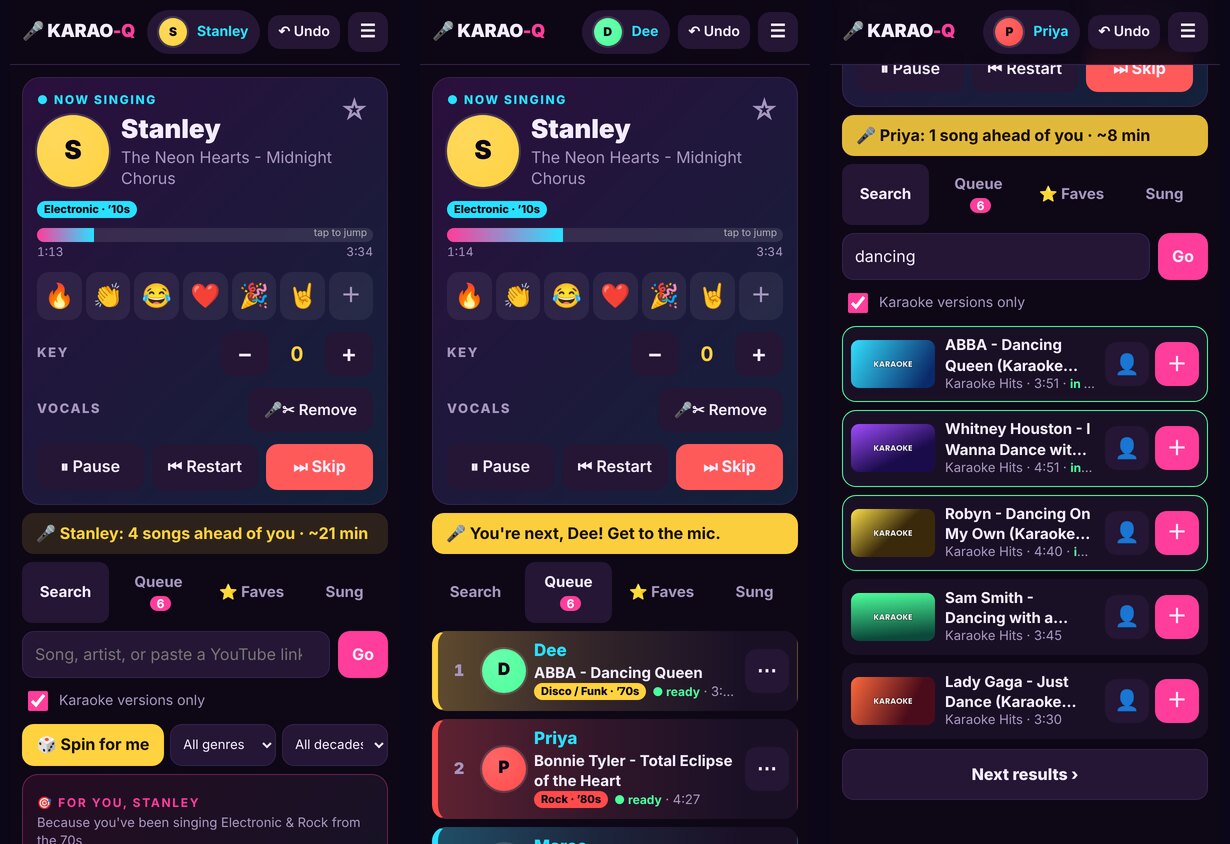 🎤 KARAO-Q S Stanley ↶ Undo ☰
NOW SINGING
☆
S
Stanley
The Neon Hearts - Midnight
Chorus
Electronic · '10s
tap to jump
1:13 3:34
🔥 👏 😂 ❤️ 🎉 🤘 +
KEY − 0 +
VOCALS 🎤✂ Remove
⏸ Pause ⏮ Restart ⏭ Skip
🎤 Stanley: 4 songs ahead of you · ~21 min
Search Queue 6 ⭐ Faves Sung
Song, artist, or paste a YouTube link Go
Karaoke versions only
🎲 Spin for me All genres All decades
🎯 FOR YOU, STANLEY
Because you've been singing Electronic & Rock from
the 70s
🎤 KARAO-Q D Dee ↶ Undo ☰
NOW SINGING
☆
S
Stanley
The Neon Hearts - Midnight
Chorus
Electronic · '10s
tap to jump
1:14 3:34
🔥 👏 😂 ❤️ 🎉 🤘 +
KEY − 0 +
VOCALS 🎤✂ Remove
⏸ Pause ⏮ Restart ⏭ Skip
🎤 You're next, Dee! Get to the mic.
Search Queue 6 ⭐ Faves Sung
1 D Dee
ABBA - Dancing Queen
Disco / Funk · '70s ready · 3:...
⋯
2 P Priya
Bonnie Tyler - Total Eclipse
of the Heart
Rock · '80s ready · 4:27
⋯
🎤 KARAO-Q P Priya ↶ Undo ☰
⏸ Pause ⏮ Restart ⏭ Skip
🎤 Priya: 1 song ahead of you · ~8 min
Search Queue 6 ⭐ Faves Sung
dancing Go
Karaoke versions only
KARAOKE
ABBA - Dancing
Queen (Karaoke...
Karaoke Hits · 3:51 · in ...
👤 +
KARAOKE
Whitney Houston - I
Wanna Dance wit...
Karaoke Hits · 4:51 · in...
👤 +
KARAOKE
Robyn - Dancing On
My Own (Karaoke...
Karaoke Hits · 4:40 · i...
👤 +
KARAOKE
Sam Smith -
Dancing with a...
Karaoke Hits · 3:45
👤 +
KARAOKE
Lady Gaga - Just
Dance (Karaoke...
Karaoke Hits · 3:30
👤 +
Next results ›